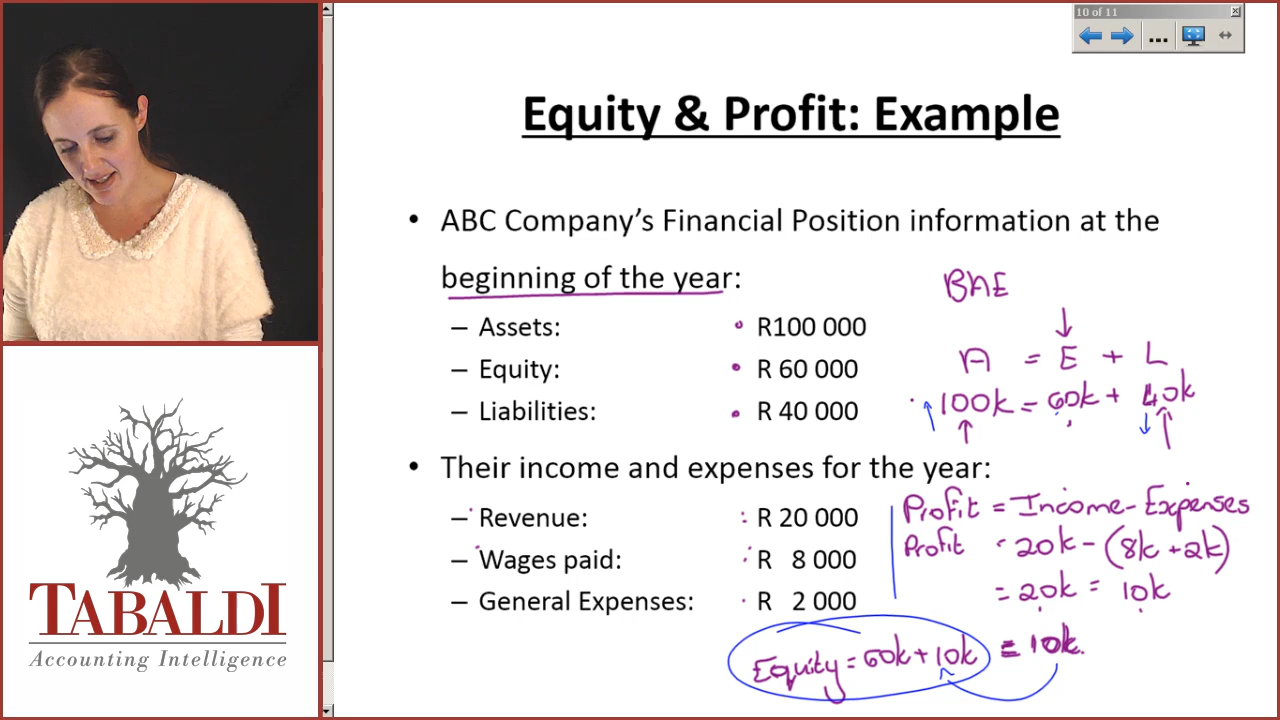 10 of 11
Equity & Profit: Example
• ABC Company's Financial Position information at the
beginning of the year:
BAE
– Assets: R100 000
– Equity: R 60 000
A = E + L
– Liabilities: R 40 000
100k = 60k + 40k
• Their income and expenses for the year:
– Revenue: R 20 000
Profit = Income - Expenses
– Wages paid: R 8 000
Profit = 20k - (8k + 2k)
– General Expenses: R 2 000
= 20k = 10k
Equity = 60k + 10k
= 10k.
TABALDI
Accounting Intelligence